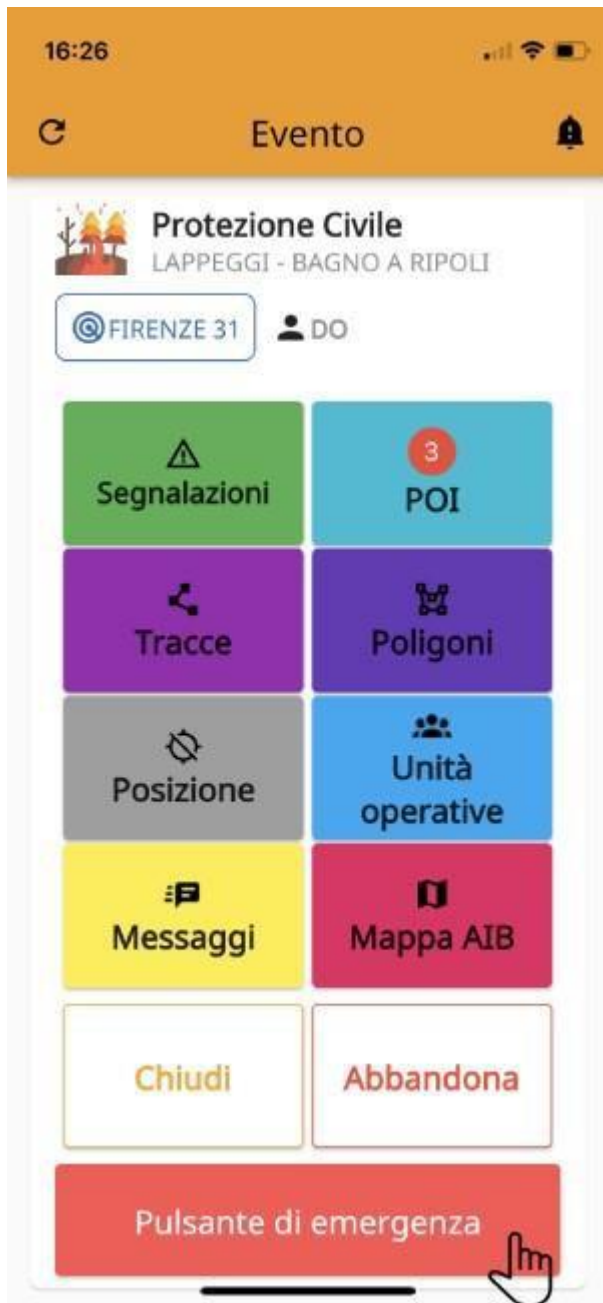 16:26
Evento
Protezione Civile
LAPPEGGI - BAGNO A RIPOLI
FIRENZE 31
DO
Segnalazioni
3
POI
Tracce
Poligoni
Posizione
Unità
operative
Messaggi
Mappa AIB
Chiudi
Abbandona
Pulsante di emergenza